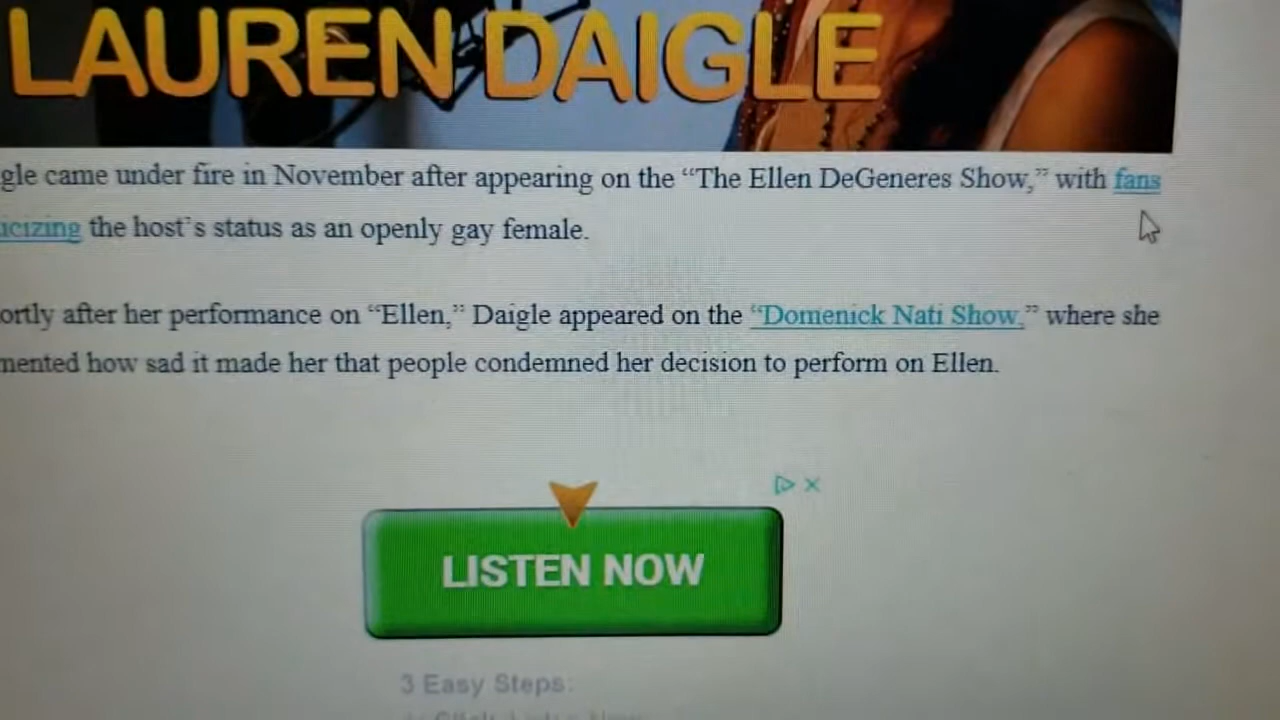 LAUREN DAIGLE
gle came under fire in November after appearing on the “The Ellen DeGeneres Show,” with fans
icizing the host's status as an openly gay female.
ortly after her performance on “Ellen,” Daigle appeared on the “Domenick Nati Show,” where she
mented how sad it made her that people condemned her decision to perform on Ellen.
LISTEN NOW
3 Easy Steps: